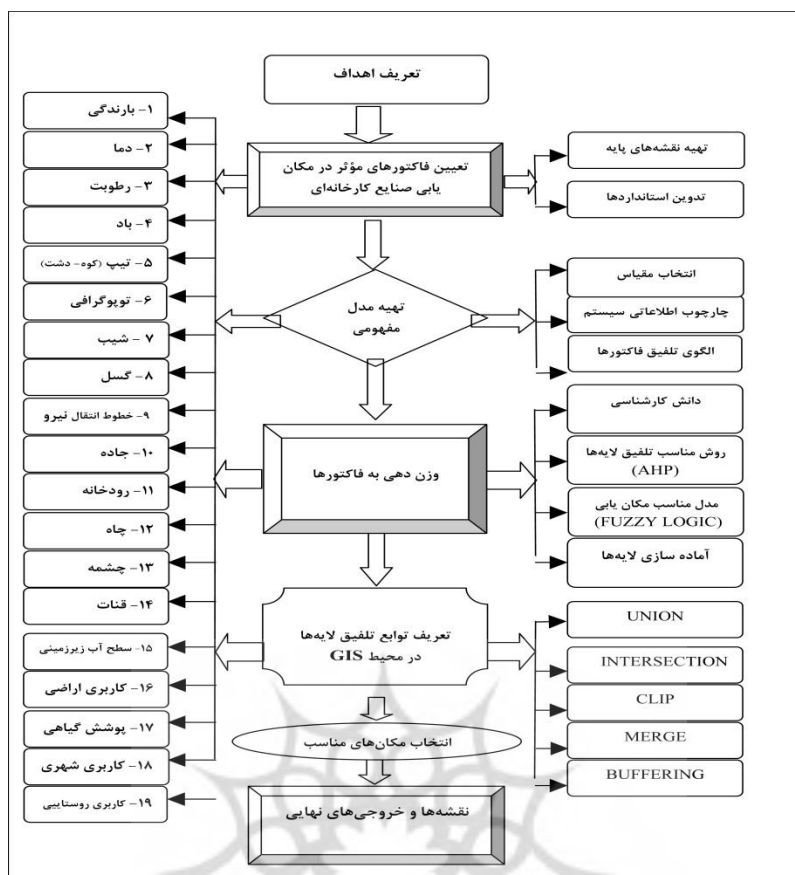 تعریف اهداف
تعیین فاکتورهای مؤثر در مکان
یابی صنایع کارخانه‌ای
تهیه مدل
مفهومی
وزن دهی به فاکتورها
تعریف توابع تلفیق لایه‌ها
در محیط GIS
انتخاب مکان‌های مناسب
نقشه‌ها و خروجی‌های نهایی
تهیه نقشه‌های پایه
تدوین استانداردها
انتخاب مقیاس
چارچوب اطلاعاتی سیستم
الگوی تلفیق فاکتورها
دانش کارشناسی
روش مناسب تلفیق لایه‌ها
(AHP)
مدل مناسب مکان یابی
(FUZZY LOGIC)
آماده سازی لایه‌ها
UNION
INTERSECTION
CLIP
MERGE
BUFFERING
۱- بارندگی
۲- دما
۳- رطوبت
۴- باد
۵- تیپ (کوه- دشت)
۶- توپوگرافی
۷- شیب
۸- گسل
۹- خطوط انتقال نیرو
۱۰- جاده
۱۱- رودخانه
۱۲- چاه
۱۳- چشمه
۱۴- قنات
۱۵- سطح آب زیرزمینی
۱۶- کاربری اراضی
۱۷- پوشش گیاهی
۱۸- کاربری شهری
۱۹- کاربری روستایی